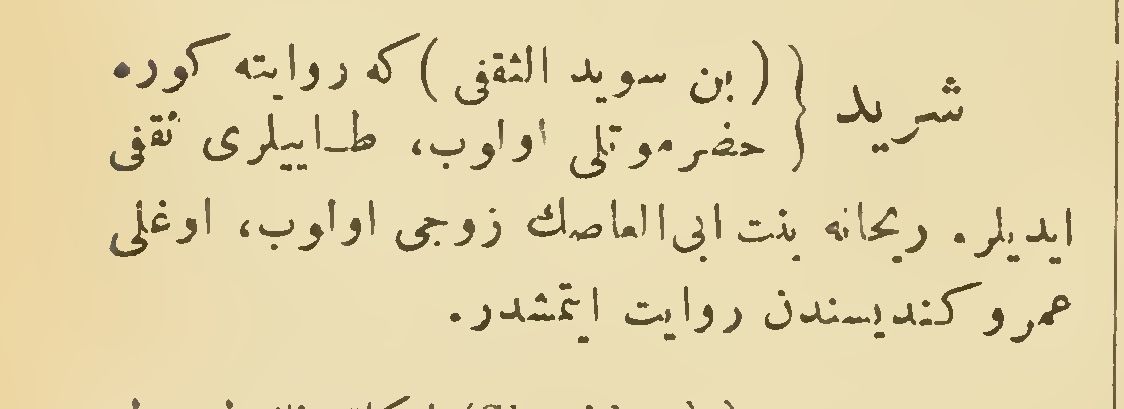 شريد { (بن سويد الثقفى) كه روايته كوره
حضرموتلى اولوب، طـاييلرى ثقفى
ايديلر. ريحانه بنت ابى العاصك زوجى اولوب، اوغلى
عمرو كنديسندن روايت ايتمشدر.